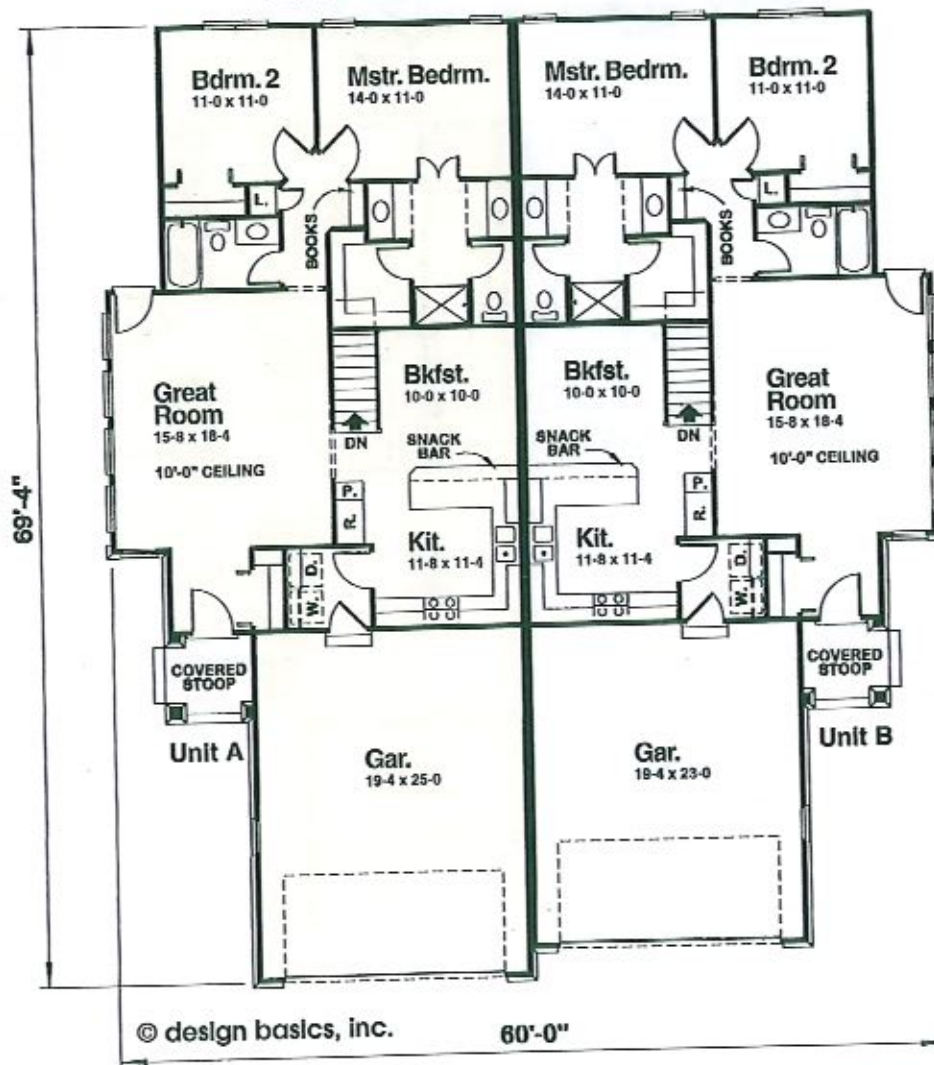 Bdrm. 2
11-0 x 11-0
Mstr. Bedrm.
14-0 x 11-0
Mstr. Bedrm.
14-0 x 11-0
Bdrm. 2
11-0 x 11-0
L.
BOOKS
BOOKS
L.
Great
Room
15-8 x 18-4
10'-0" CEILING
Bkfst.
10-0 x 10-0
DN
SNACK
BAR
Bkfst.
10-0 x 10-0
SNACK
BAR
DN
Great
Room
15-8 x 18-4
10'-0" CEILING
69'-4"
P.
R.
Kit.
11-8 x 11-4
Kit.
11-8 x 11-4
P.
R.
D.
W.
D.
W.
COVERED
STOOP
Unit A
COVERED
STOOP
Unit B
Gar.
19-4 x 25-0
Gar.
19-4 x 23-0
© design basics, inc.
60'-0"